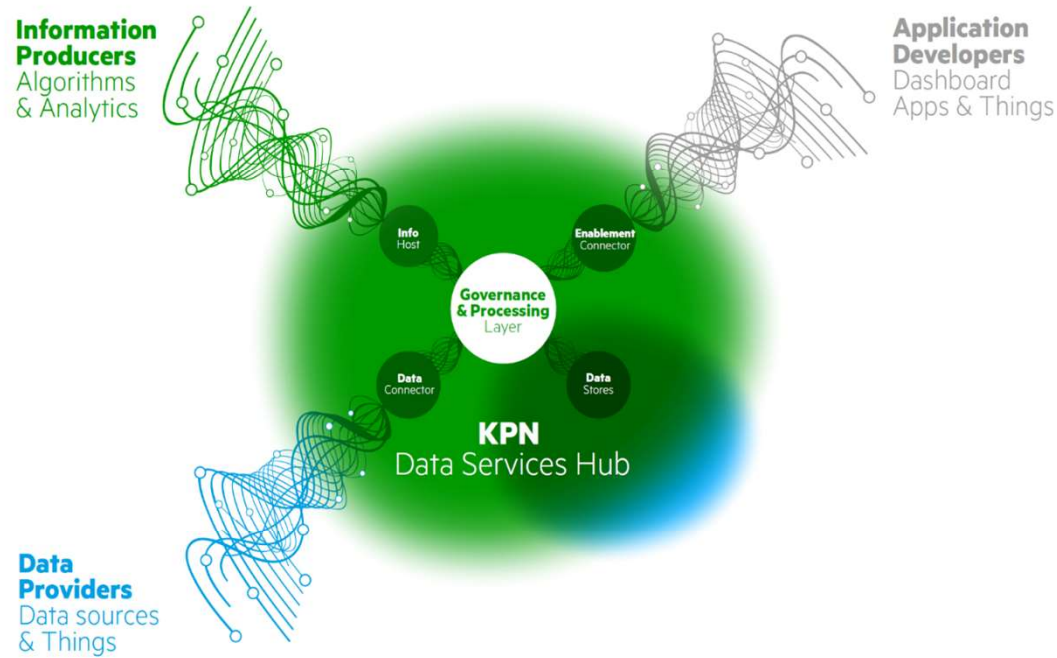 Information
Producers
Algorithms
& Analytics
Application
Developers
Dashboard
Apps & Things
Info
Host
Enablement
Connector
Governance
& Processing
Layer
Data
Connector
Data
Stores
KPN
Data Services Hub
Data
Providers
Data sources
& Things